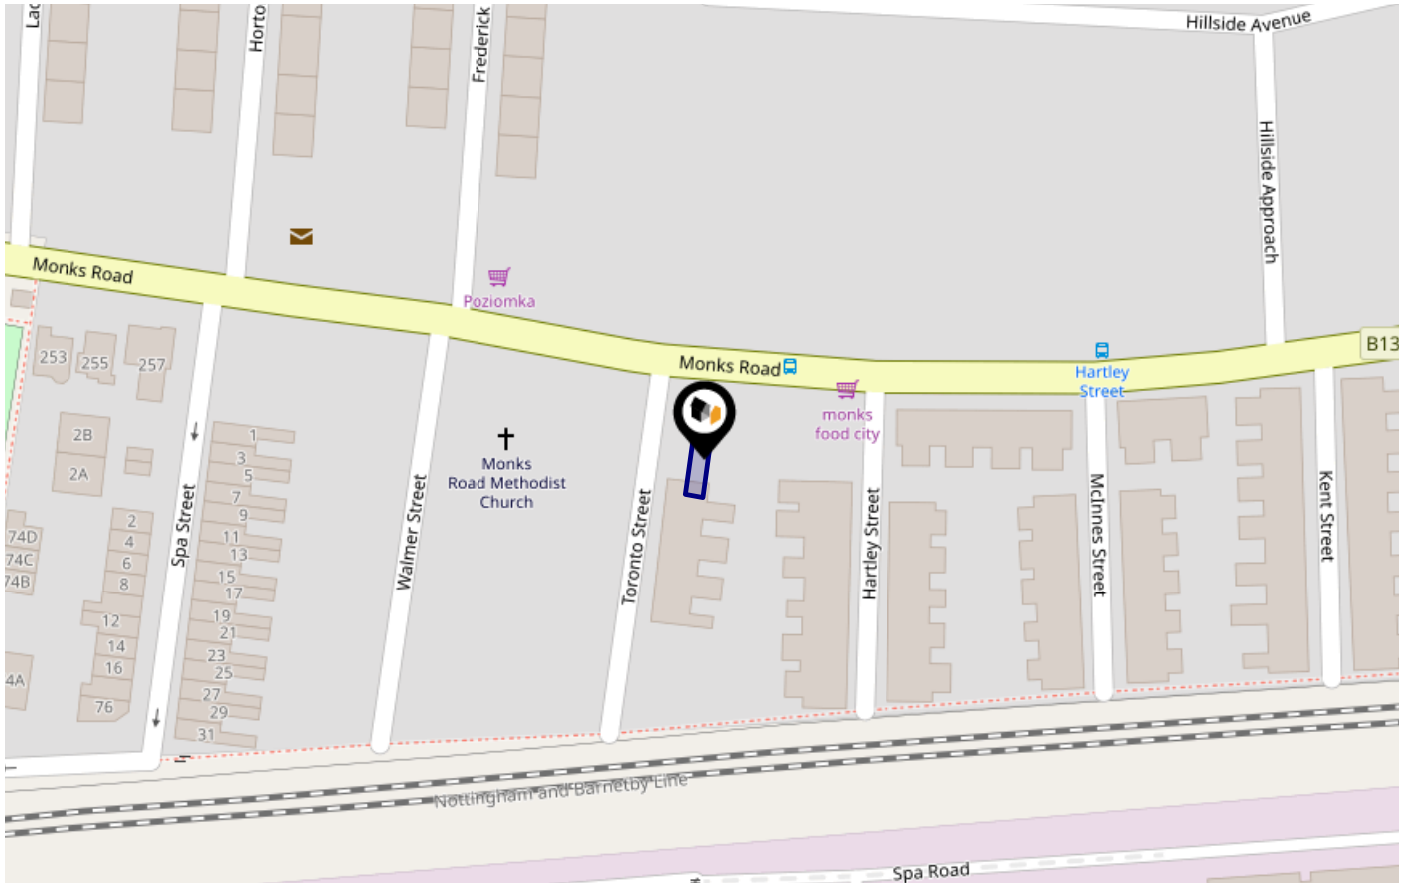 Lac
Horto
Frederick
Hillside Avenue
Hillside Approach
Monks Road
Poziomka
Monks Road
B13
Hartley
Street
monks
food city
253
255
257
2B
2A
1
3
5
7
9
11
13
15
17
19
21
23
25
27
29
31
2
4
6
8
12
14
16
76
74D
74C
74B
4A
Spa Street
Walmer Street
Monks
Road Methodist
Church
Toronto Street
Hartley Street
McInnes Street
Kent Street
Nottingham and Barnetby Line
Spa Road